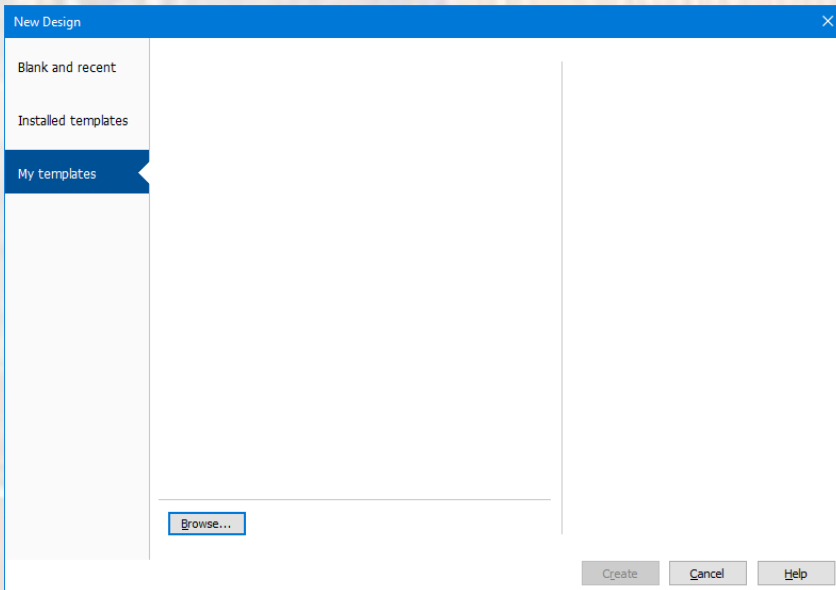 New Design
Blank and recent
Installed templates
My templates
Browse...
Create
Cancel
Help